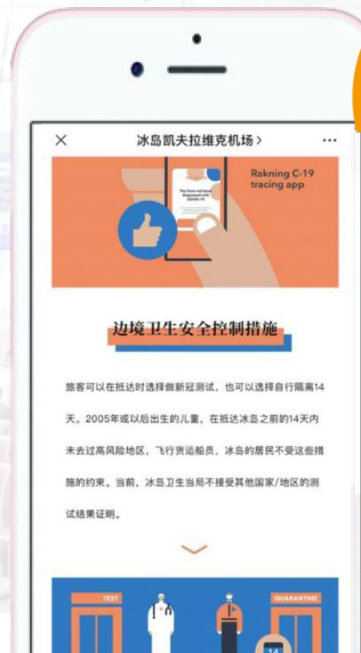 冰岛凯夫拉维克机场 >
Rakning C-19
tracing app
边境卫生安全控制措施
旅客可以在抵达时选择做新冠测试，也可以选择自行隔离14
天。2005年或以后出生的儿童，在抵达冰岛之前的14天内
未去过高风险地区，飞行货运船员，冰岛的居民不受这些措
施的约束。当前，冰岛卫生当局不接受其他国家/地区的测
试结果证明。
TEST
QUARANTINE
14